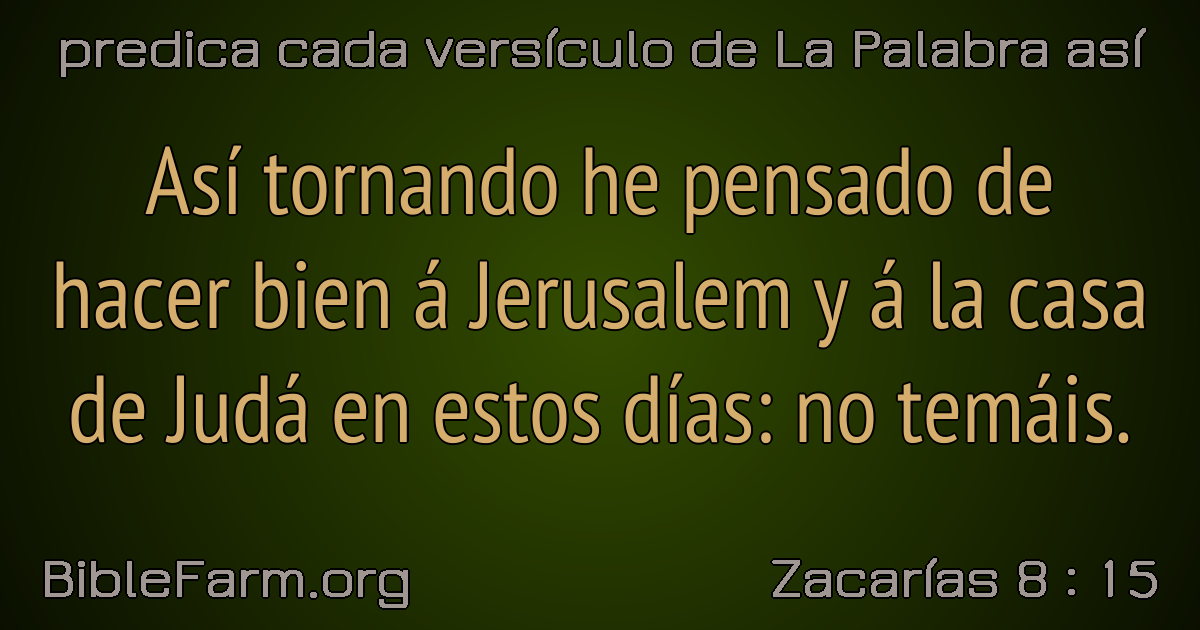 predica cada versículo de La Palabra así
Así tornando he pensado de
hacer bien á Jerusalem y á la casa
de Judá en estos días: no temáis.
BibleFarm.org
Zacarías 8 : 15